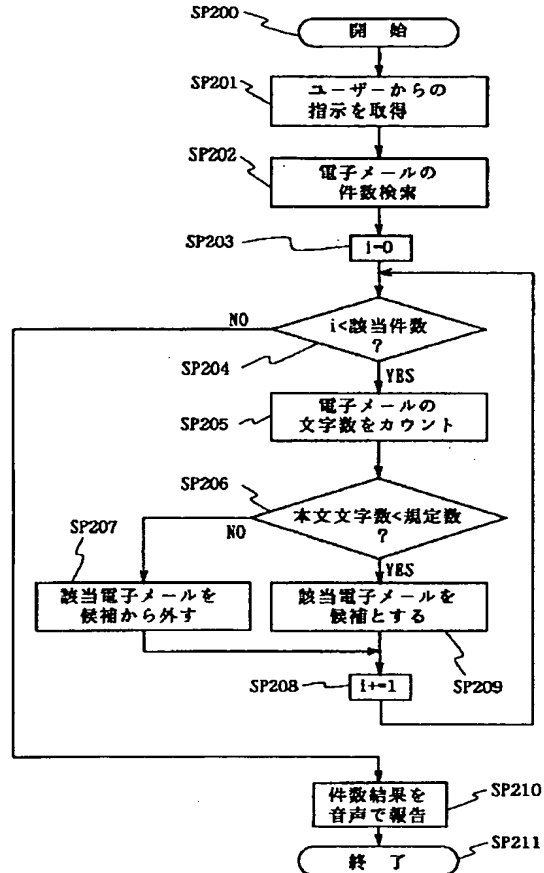 SP200
開 始
SP201
ユーザーからの
指示を取得
SP202
電子メールの
件数検索
SP203
i=0
NO
i<該当件数
?
SP204
YES
SP205
電子メールの
文字数をカウント
SP206
本文文字数<規定数
?
SP207
NO
YES
該当電子メールを
候補から外す
該当電子メールを
候補とする
SP208
i+=1
SP209
件数結果を
音声で報告
SP210
終 了
SP211